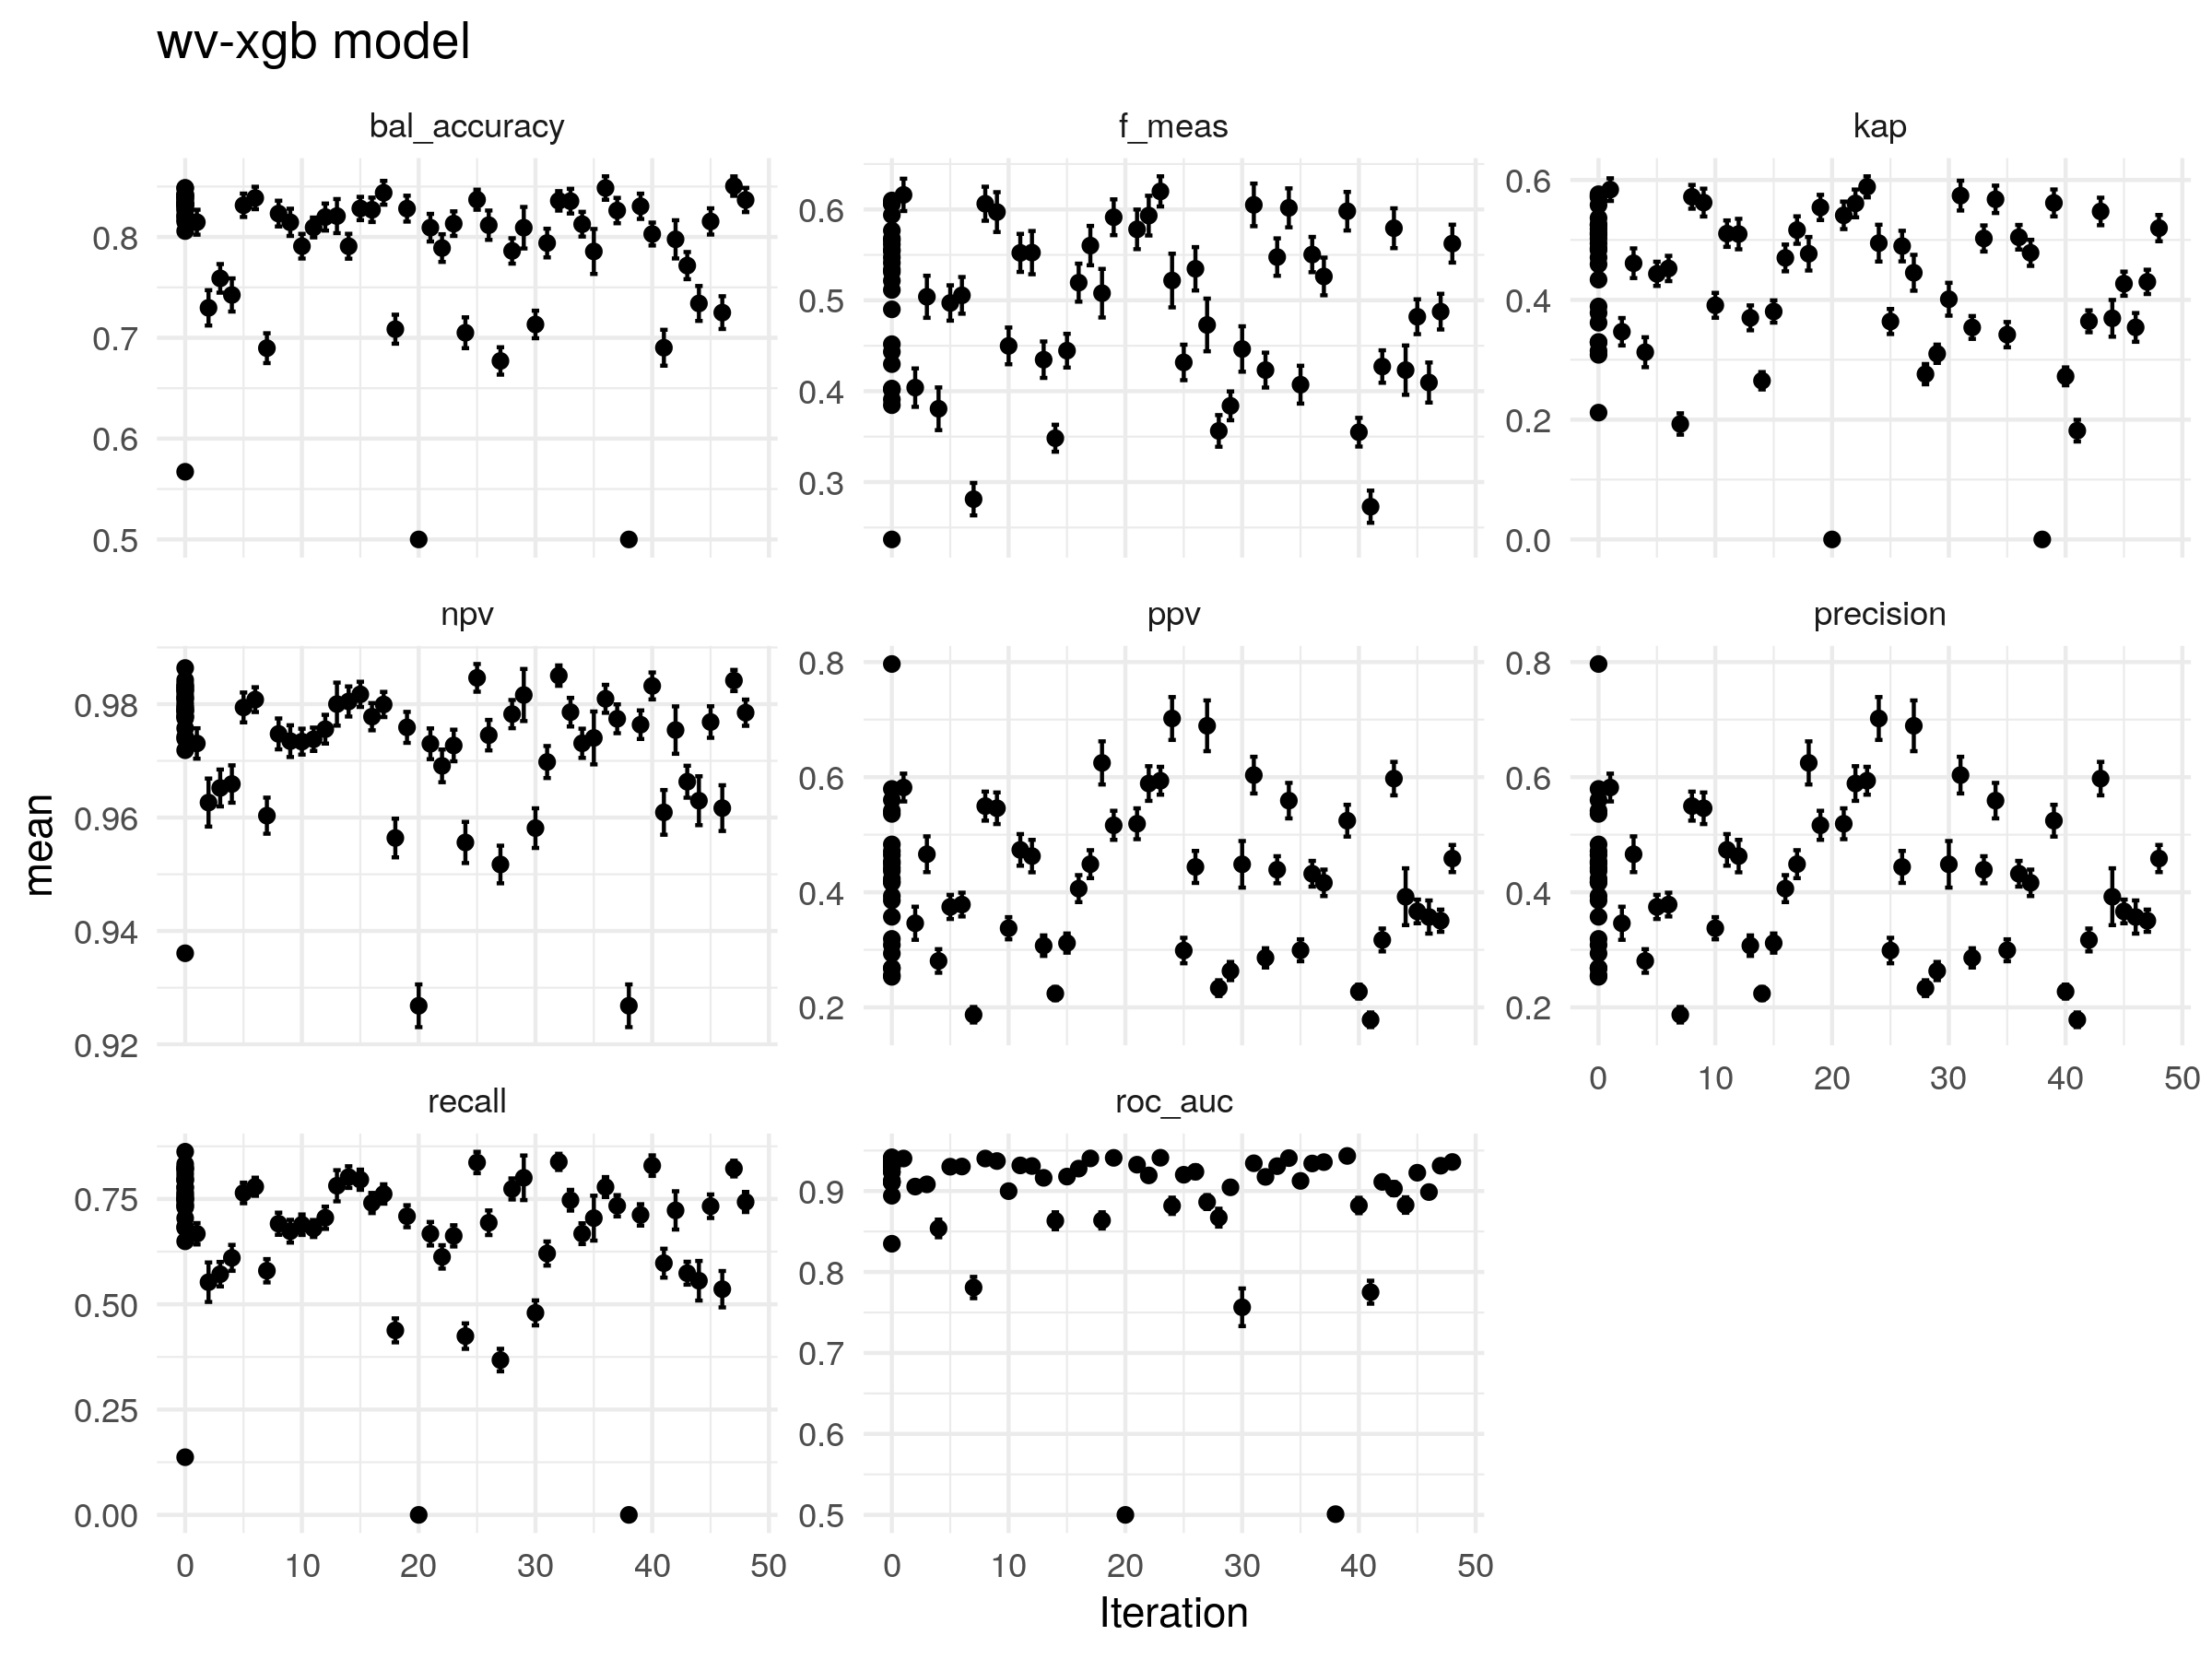 wv-xgb model
bal_accuracy f_meas kap
0.8 0.7 0.6 0.5
0.6 0.5 0.4 0.3
0.6 0.4 0.2 0.0
npv ppv precision
0.98 0.96 0.94 0.92
0.8 0.6 0.4 0.2
0.8 0.6 0.4 0.2
0 10 20 30 40 50
mean
recall roc_auc
0.75 0.50 0.25 0.00
0.9 0.8 0.7 0.6 0.5
0 10 20 30 40 50
0 10 20 30 40 50
Iteration